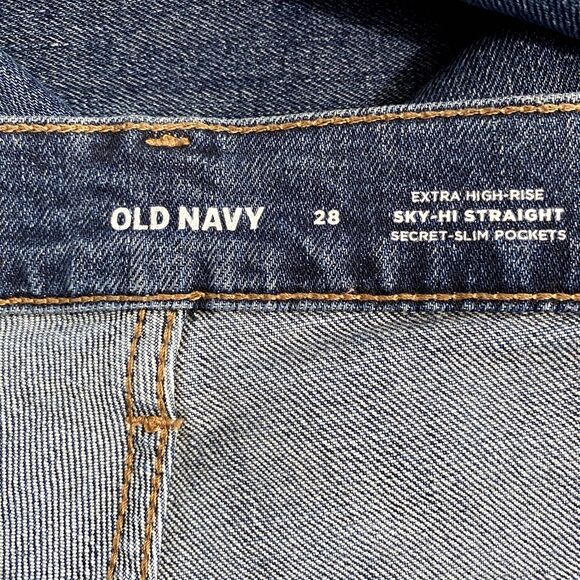 OLD NAVY
28
EXTRA HIGH-RISE
SKY-HI STRAIGHT
SECRET-SLIM POCKETS